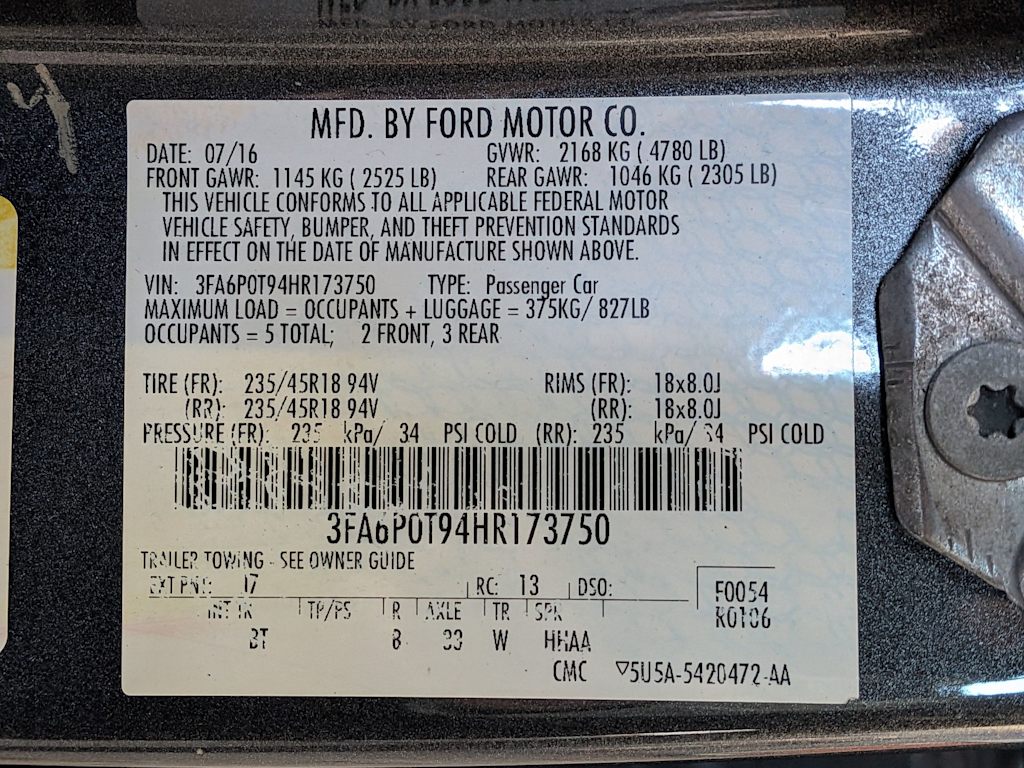 MFD. BY FORD MOTOR CO.
DATE: 07/16 GVWR: 2168 KG ( 4780 LB)
FRONT GAWR: 1145 KG ( 2525 LB) REAR GAWR: 1046 KG ( 2305 LB)
THIS VEHICLE CONFORMS TO ALL APPLICABLE FEDERAL MOTOR
VEHICLE SAFETY, BUMPER, AND THEFT PREVENTION STANDARDS
IN EFFECT ON THE DATE OF MANUFACTURE SHOWN ABOVE.
VIN: 3FA6P0T94HR173750 TYPE: Passenger Car
MAXIMUM LOAD = OCCUPANTS + LUGGAGE = 375KG/ 827LB
OCCUPANTS = 5 TOTAL; 2 FRONT, 3 REAR
TIRE (FR): 235/45R18 94V RIMS (FR): 18x8.0J
(RR): 235/45R18 94V (RR): 18x8.0J
PRESSURE (FR): 235 kPa/ 34 PSI COLD (RR): 235 kPa/ 34 PSI COLD
3FA6P0T94HR173750
TRAILER TOWING - SEE OWNER GUIDE
EXT PNT: RC: 13 DSO: F0054
INT TR TP/PS R AXLE TR SPR R0106
8 W HHAA
CMC ▽5U5A-5420472-AA